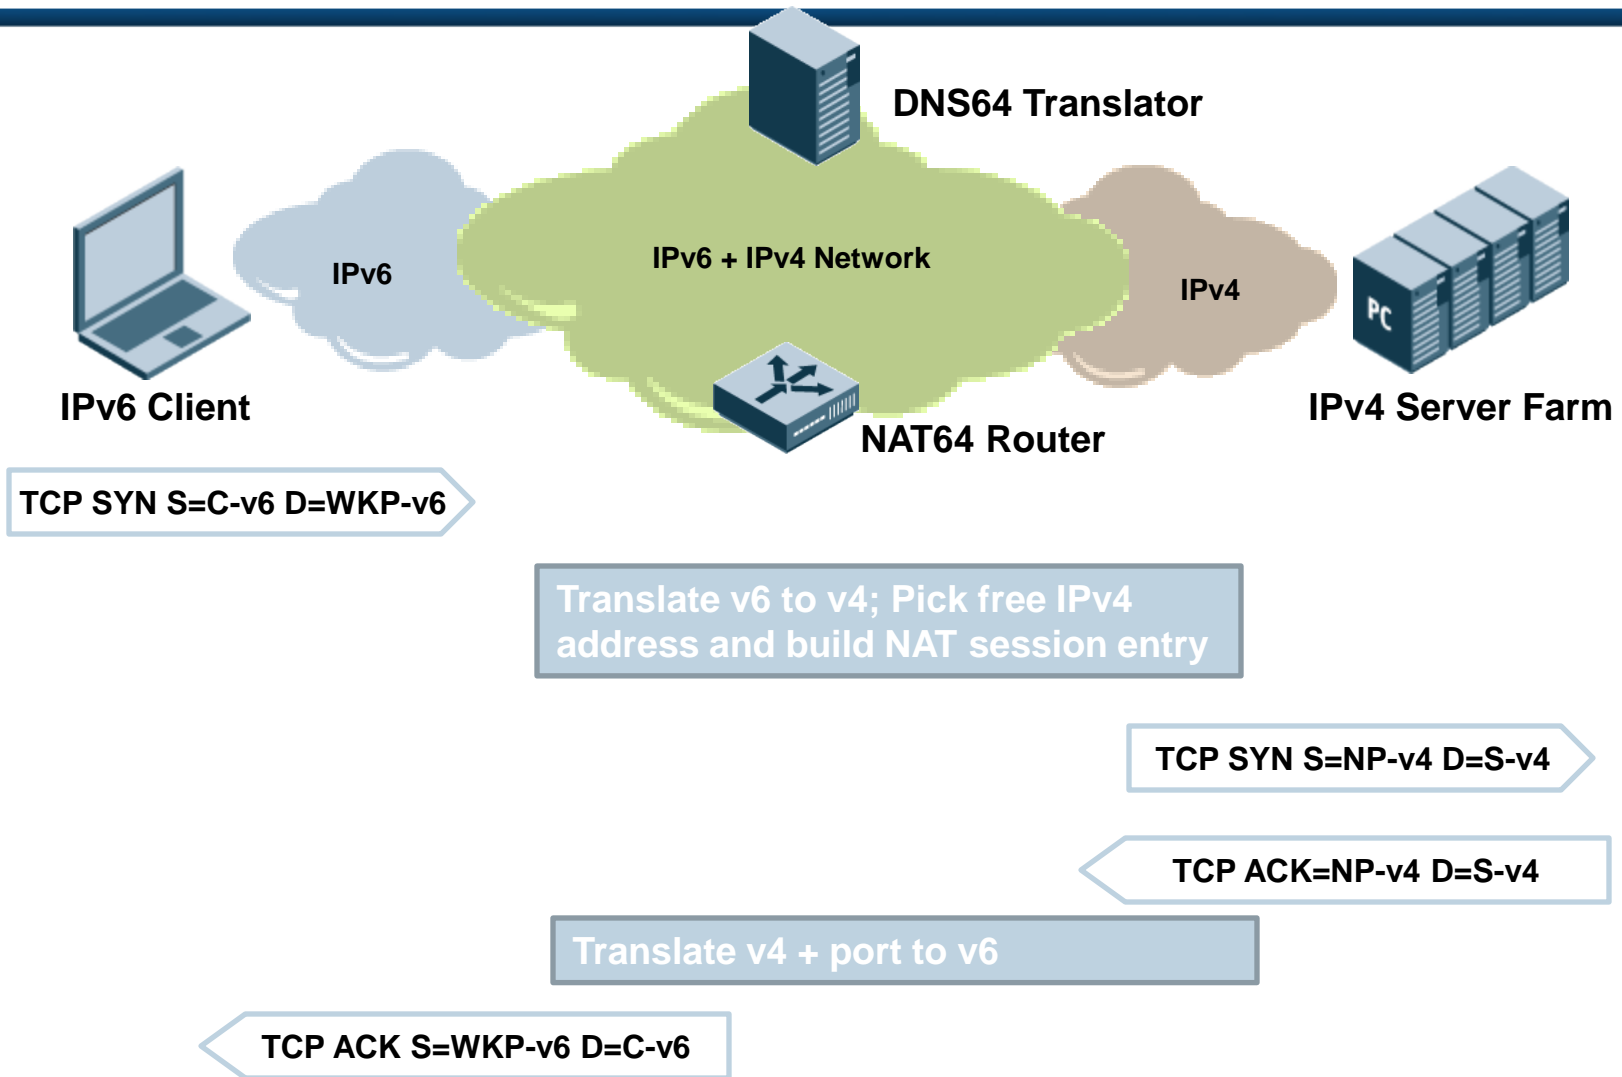 DNS64 Translator
IPv6
IPv6 + IPv4 Network
IPv4
PC
IPv6 Client
NAT64 Router
IPv4 Server Farm
TCP SYN S=C-v6 D=WKP-v6
Translate v6 to v4; Pick free IPv4
address and build NAT session entry
TCP SYN S=NP-v4 D=S-v4
TCP ACK=NP-v4 D=S-v4
Translate v4 + port to v6
TCP ACK S=WKP-v6 D=C-v6